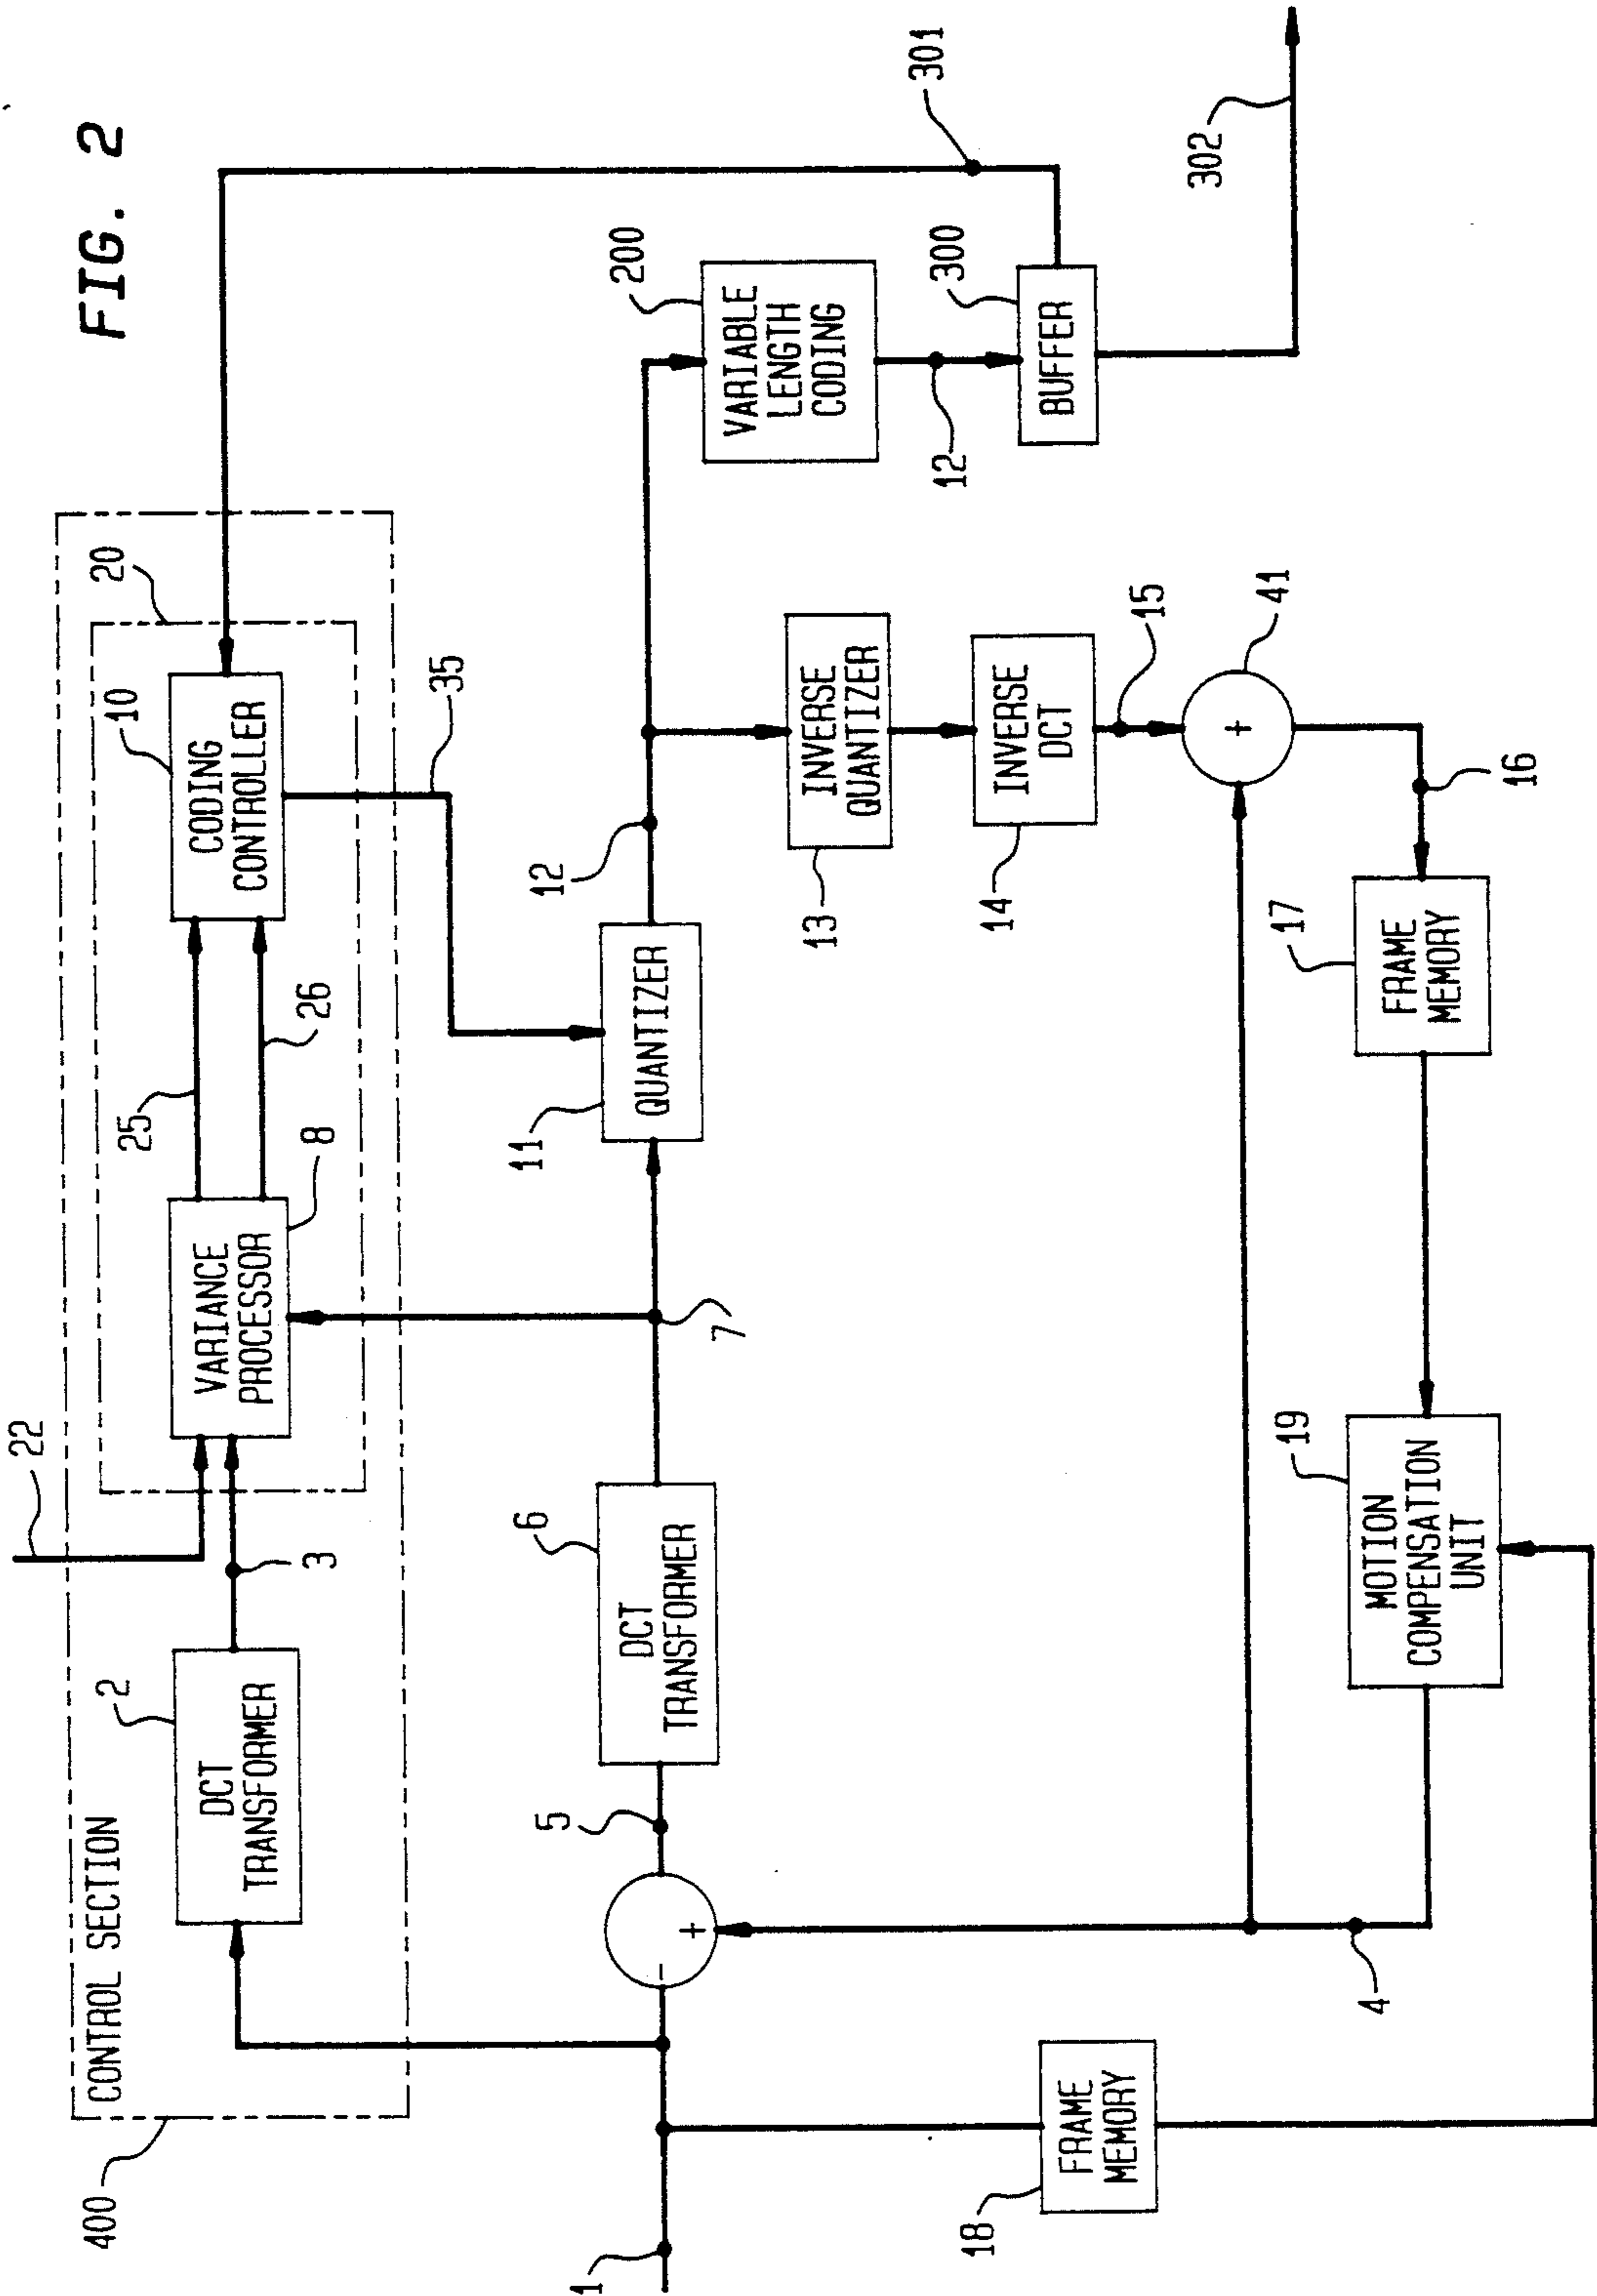 FIG. 2
400
CONTROL SECTION
2
DCT
TRANSFORMER
3
22
VARIANCE
PROCESSOR
8
25
26
10
CODING
CONTROLLER
20
35
301
1
5
6
DCT
TRANSFORMER
7
11
QUANTIZER
12
200
VARIABLE
LENGTH
CODING
12
300
BUFFER
302
-
+
13
INVERSE
QUANTIZER
14
INVERSE
DCT
15
+
41
16
18
FRAME
MEMORY
4
19
MOTION
COMPENSATION
UNIT
17
FRAME
MEMORY